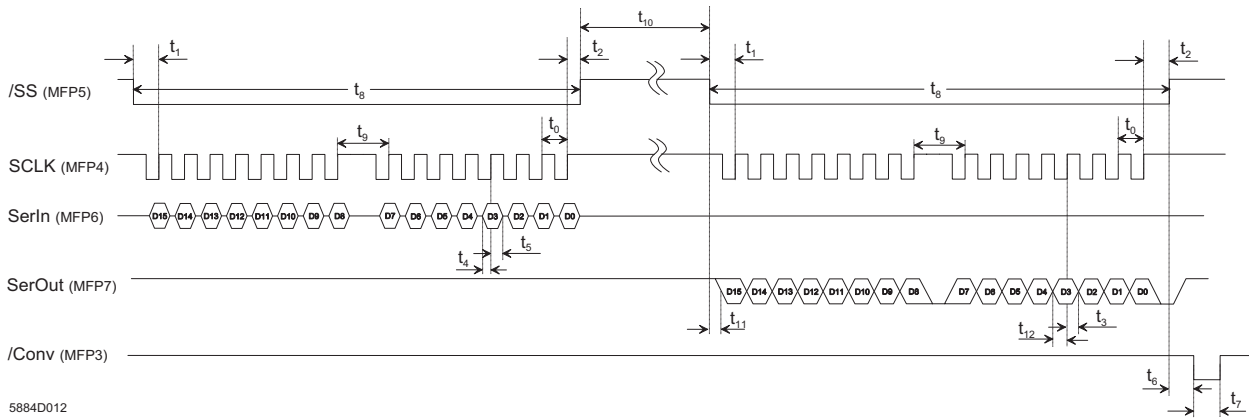 t10
t1
t2
t1
t2
/SS (MFP5)
t8
t8
t9
t0
t9
t0
SCLK (MFP4)
SerIn (MFP6)
D15 D14 D13 D12 D11 D10 D9 D8 D7 D6 D5 D4 D3 D2 D1 D0
t4
t5
SerOut (MFP7)
D15 D14 D13 D12 D11 D10 D9 D8 D7 D6 D5 D4 D3 D2 D1 D0
t11
t12
t3
/Conv (MFP3)
t6
t7
5884D012